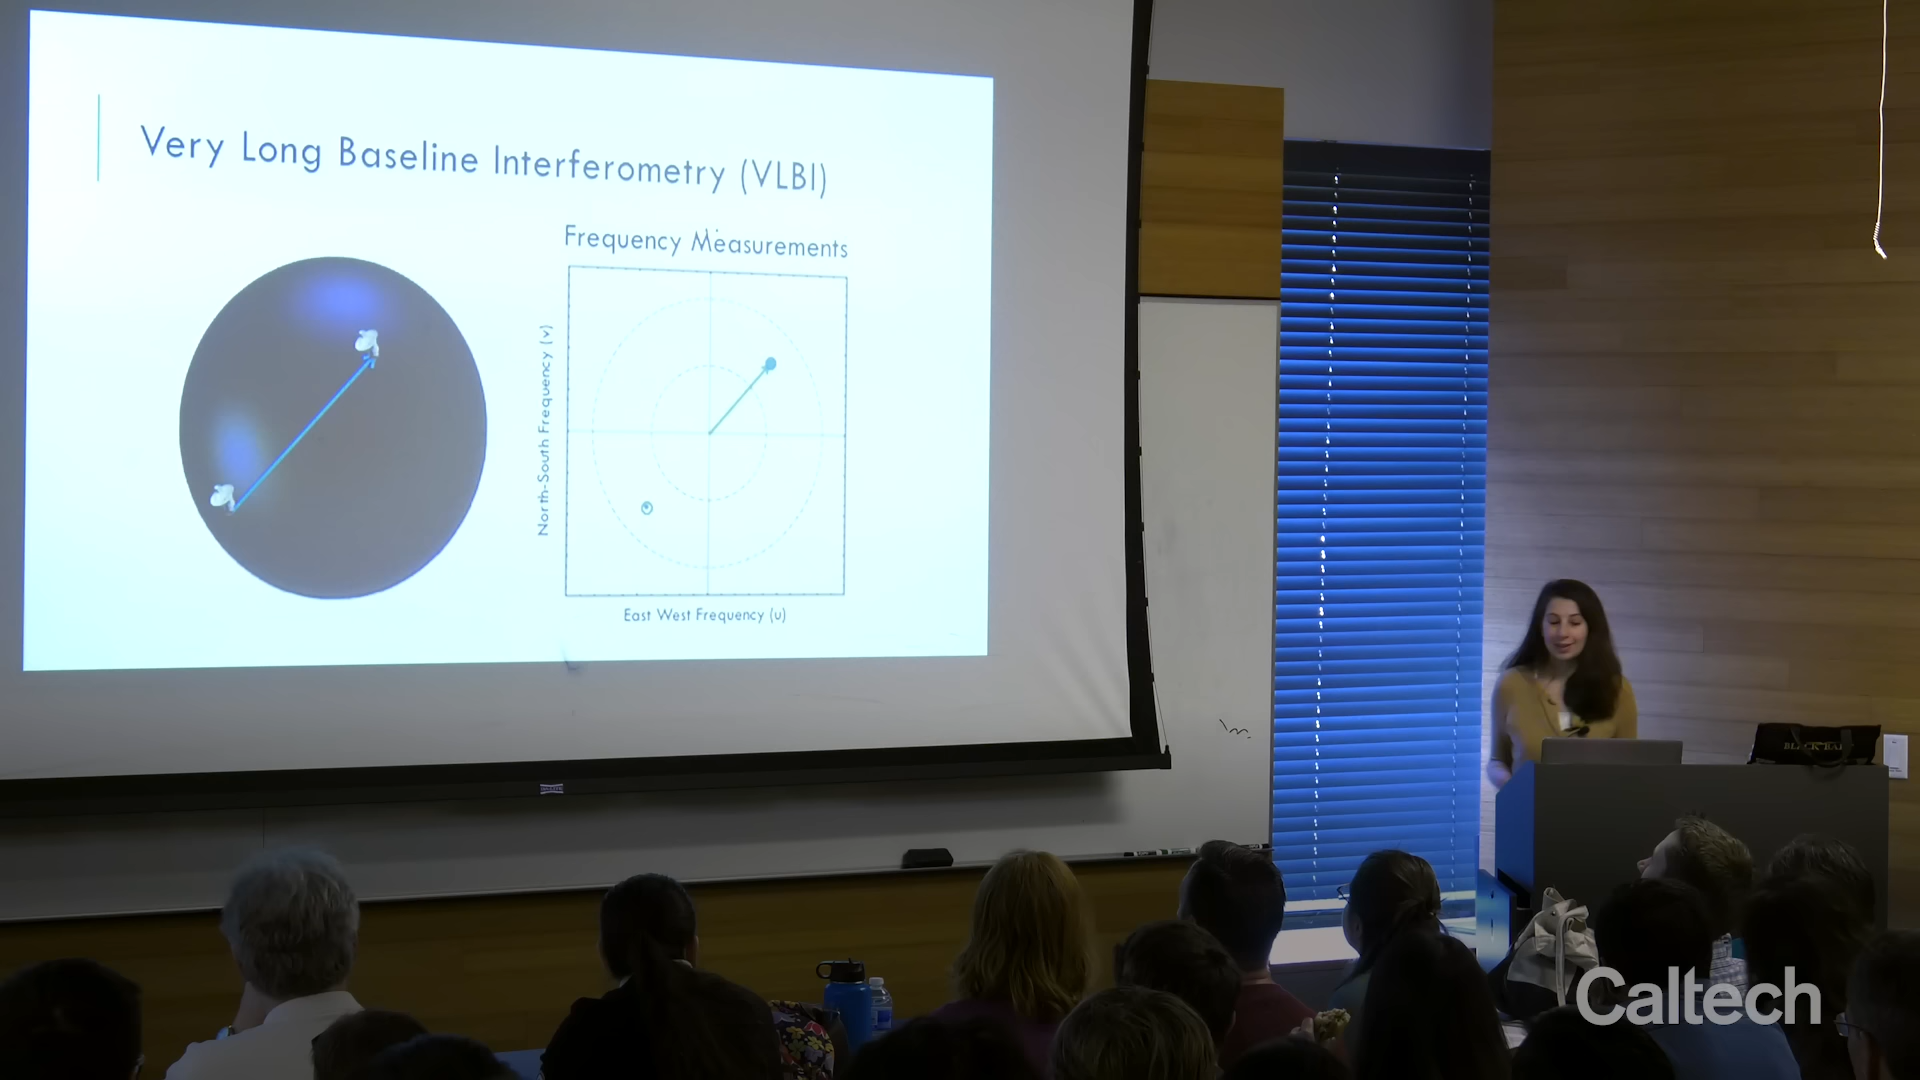 Very Long Baseline Interferometry (VLBI)
Frequency Measurements
North-South Frequency (v)
East West Frequency (u)
Caltech